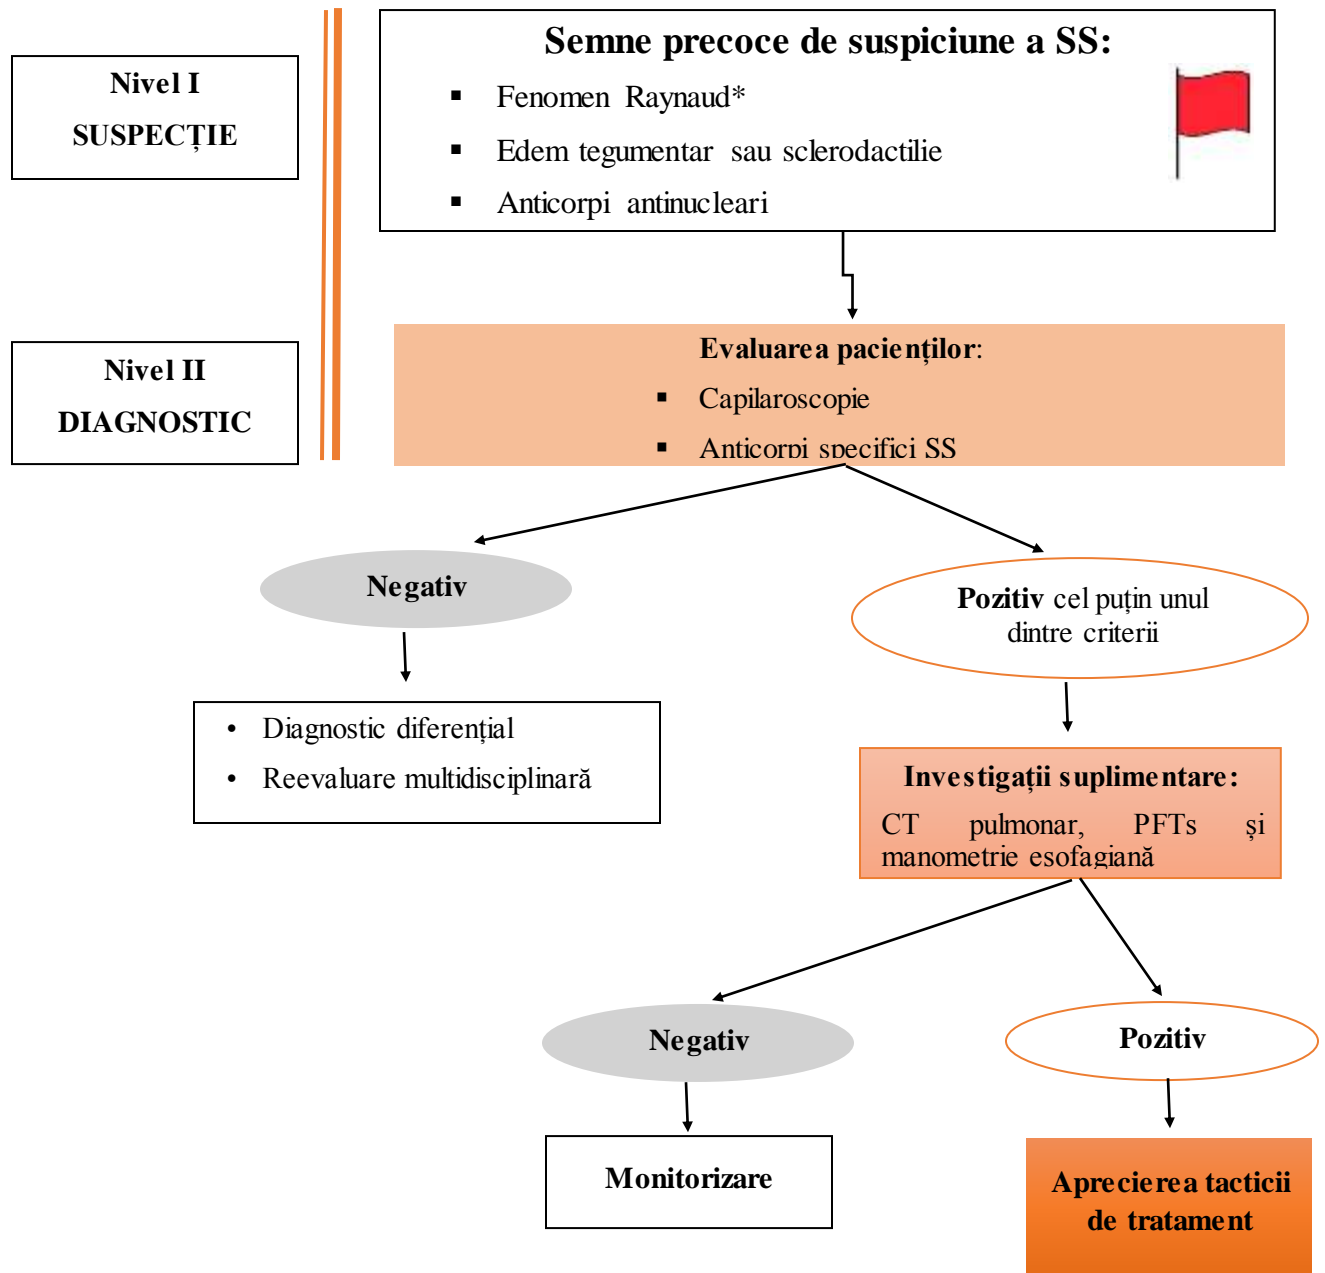 Nivel I
SUSPECȚIE
Semne precoce de suspiciune a SS:
▪ Fenomen Raynaud*
▪ Edem tegumentar sau sclerodactilie
▪ Anticorpi antinucleari
Nivel II
DIAGNOSTIC
Evaluarea pacienților:
▪ Capilaroscopie
▪ Anticorpi specifici SS
Negativ
Pozitiv cel puțin unul
dintre criterii
• Diagnostic diferențial
• Reevaluare multidisciplinară
Investigații suplimentare:
CT pulmonar, PFTs și
manometrie esofagiană
Negativ
Pozitiv
Monitorizare
Aprecierea tacticii
de tratament